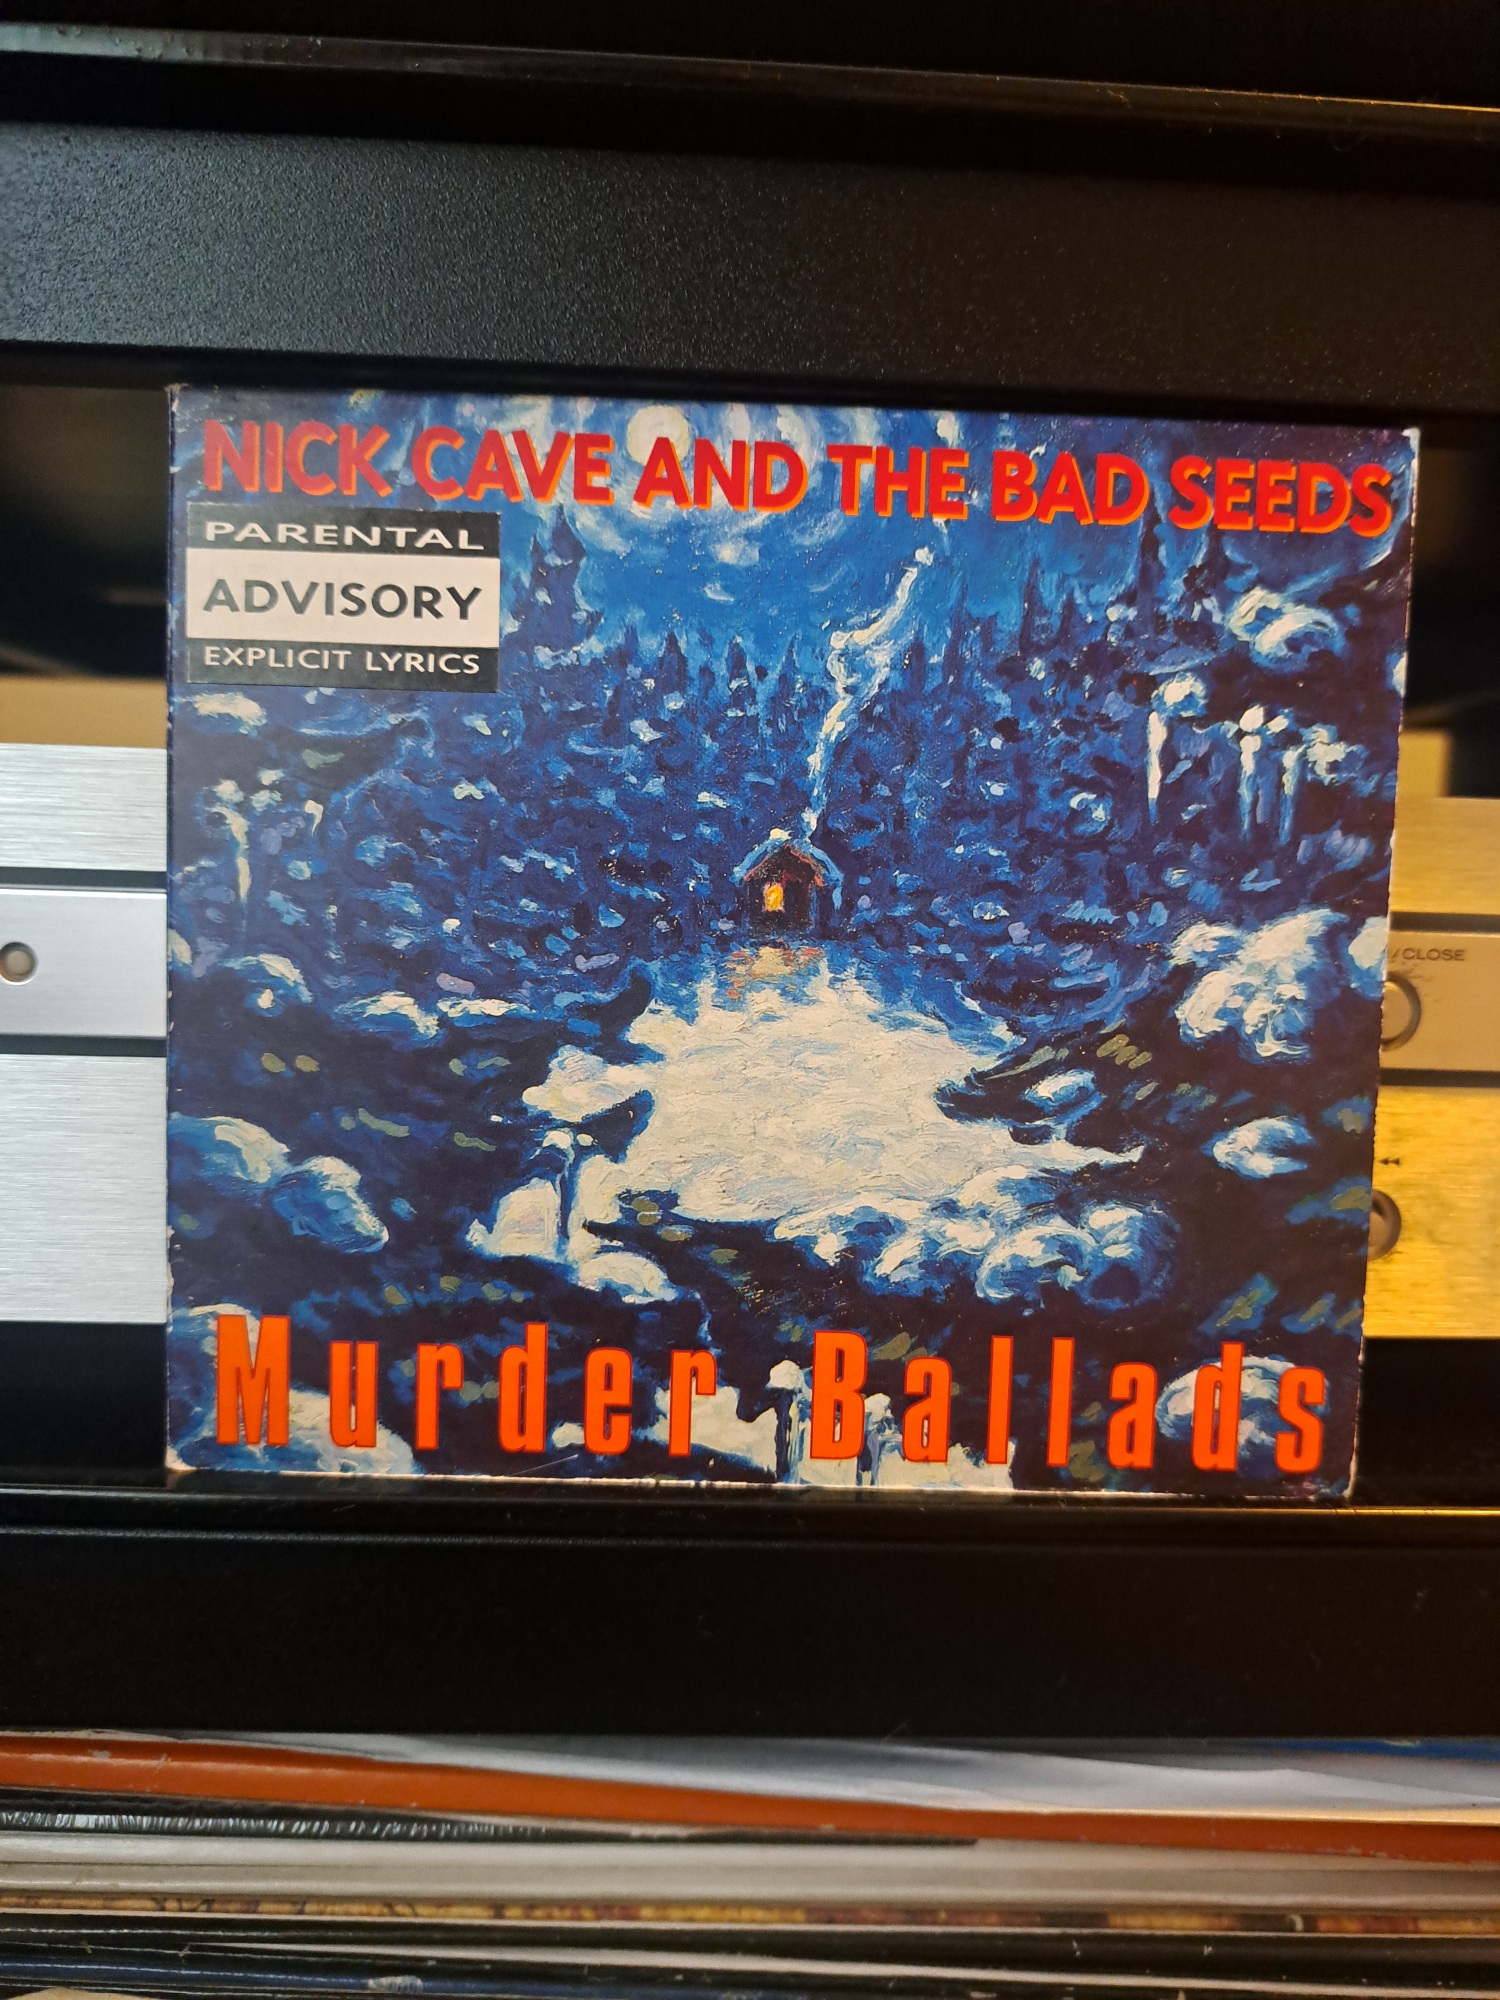 NICK CAVE AND THE BAD SEEDS
PARENTAL
ADVISORY
EXPLICIT LYRICS
/CLOSE
Murder Ballads